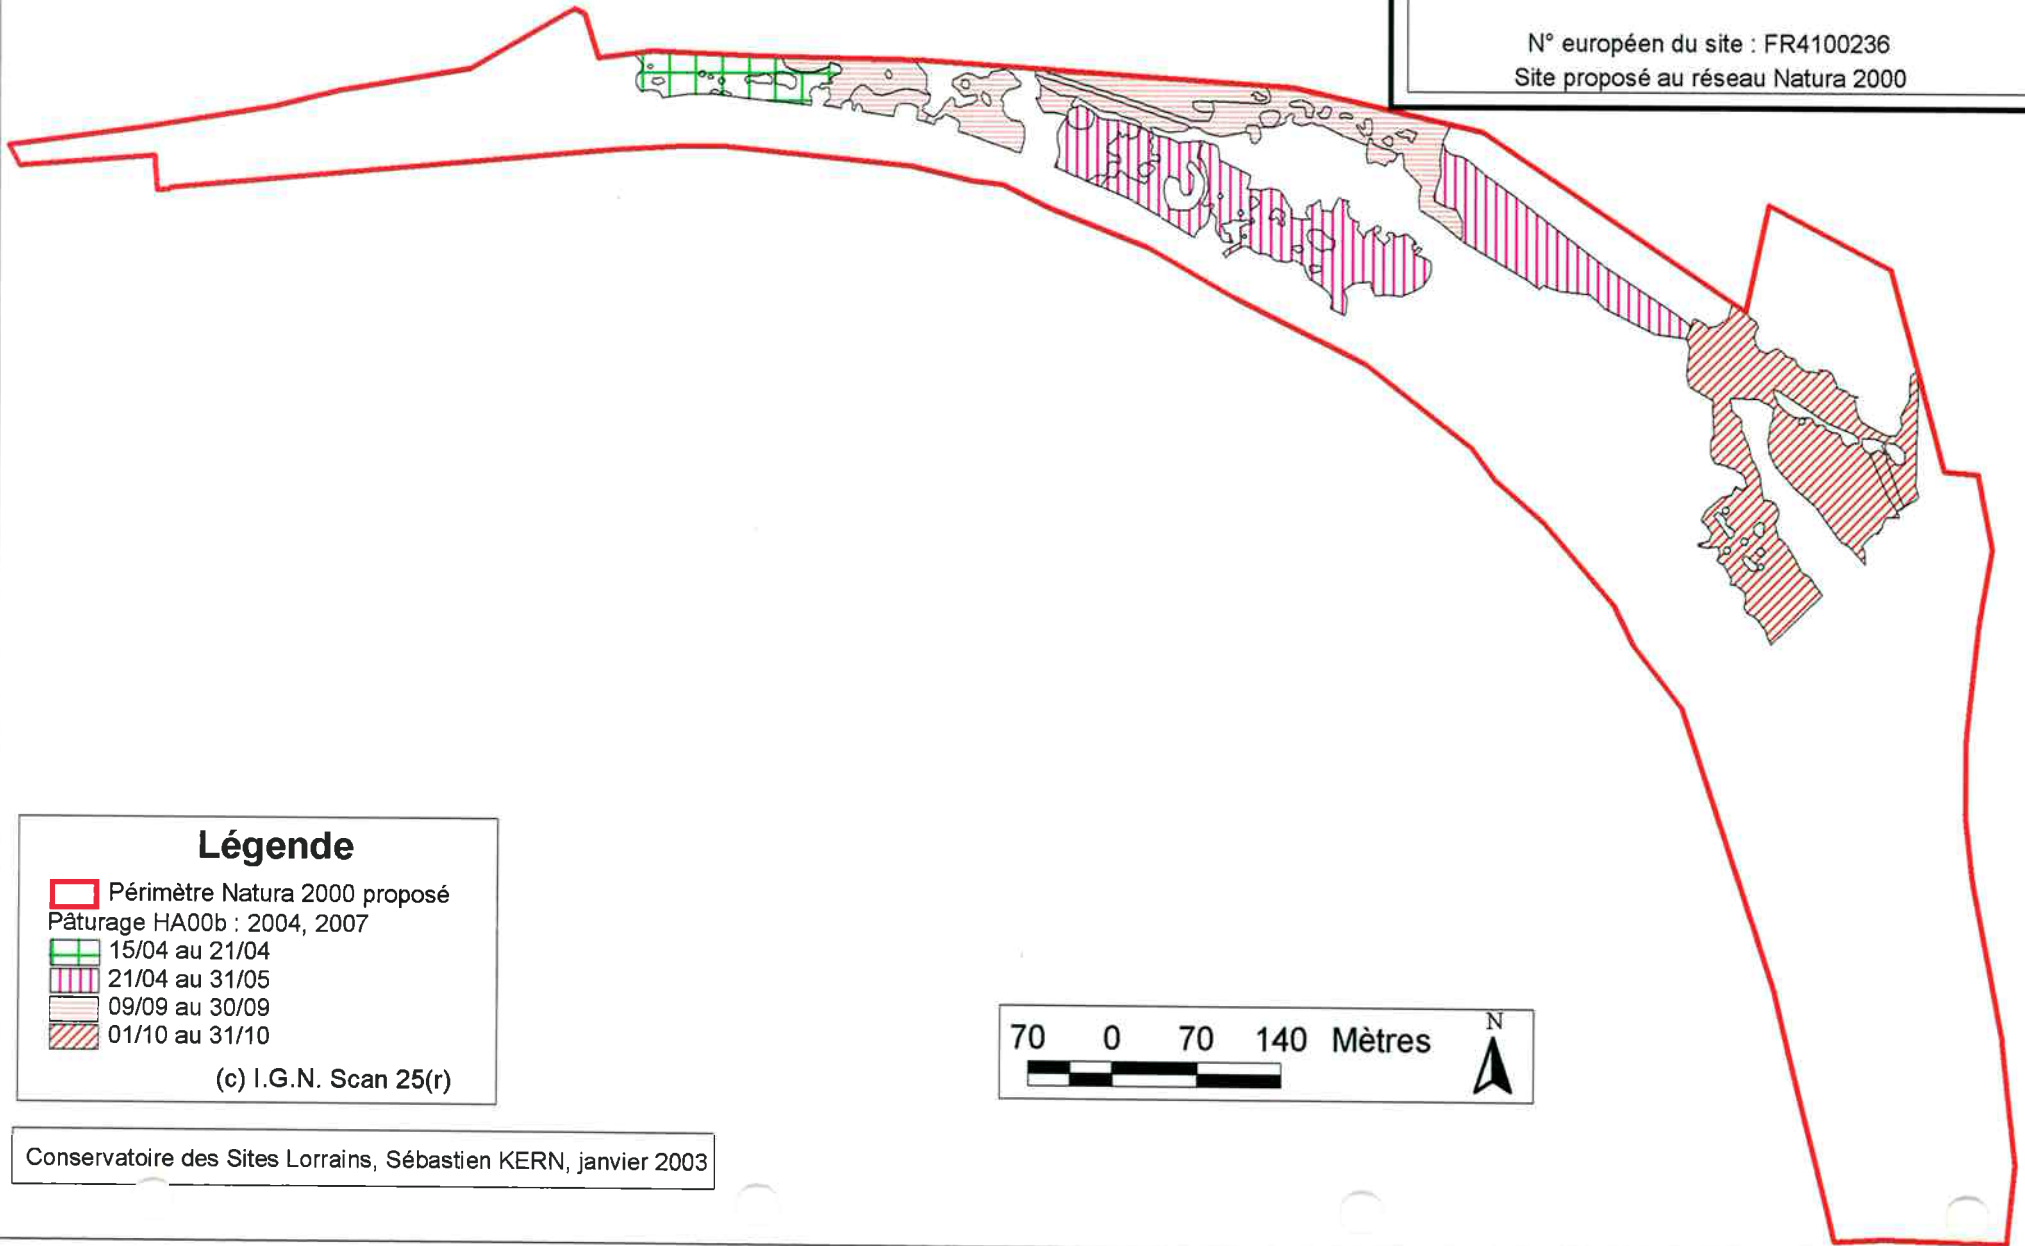 N° européen du site : FR4100236
Site proposé au réseau Natura 2000
Légende
Périmètre Natura 2000 proposé
Pâturage HA00b : 2004, 2007
15/04 au 21/04
21/04 au 31/05
09/09 au 30/09
01/10 au 31/10
(c) I.G.N. Scan 25(r)
70 0 70 140 Mètres
N
Conservatoire des Sites Lorrains, Sébastien KERN, janvier 2003